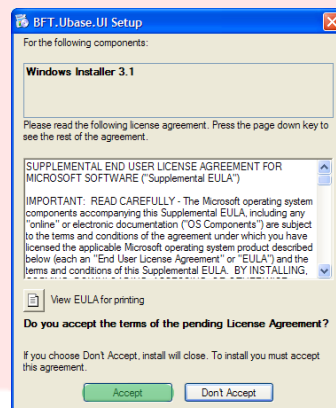 BFT.Ubase.UI Setup
For the following components:
Windows Installer 3.1
Please read the following license agreement. Press the page down key to
see the rest of the agreement.
SUPPLEMENTAL END USER LICENSE AGREEMENT FOR
MICROSOFT SOFTWARE ("Supplemental EULA")
IMPORTANT: READ CAREFULLY - The Microsoft operating system
components accompanying this Supplemental EULA, including any
"online" or electronic documentation ("OS Components") are subject
to the terms and conditions of the agreement under which you have
licensed the applicable Microsoft operating system product described
below (each an "End User License Agreement" or "EULA") and the
terms and conditions of this Supplemental EULA. BY INSTALLING,
View EULA for printing
Do you accept the terms of the pending License Agreement?
If you choose Don't Accept, install will close. To install you must accept
this agreement.
Accept
Don't Accept